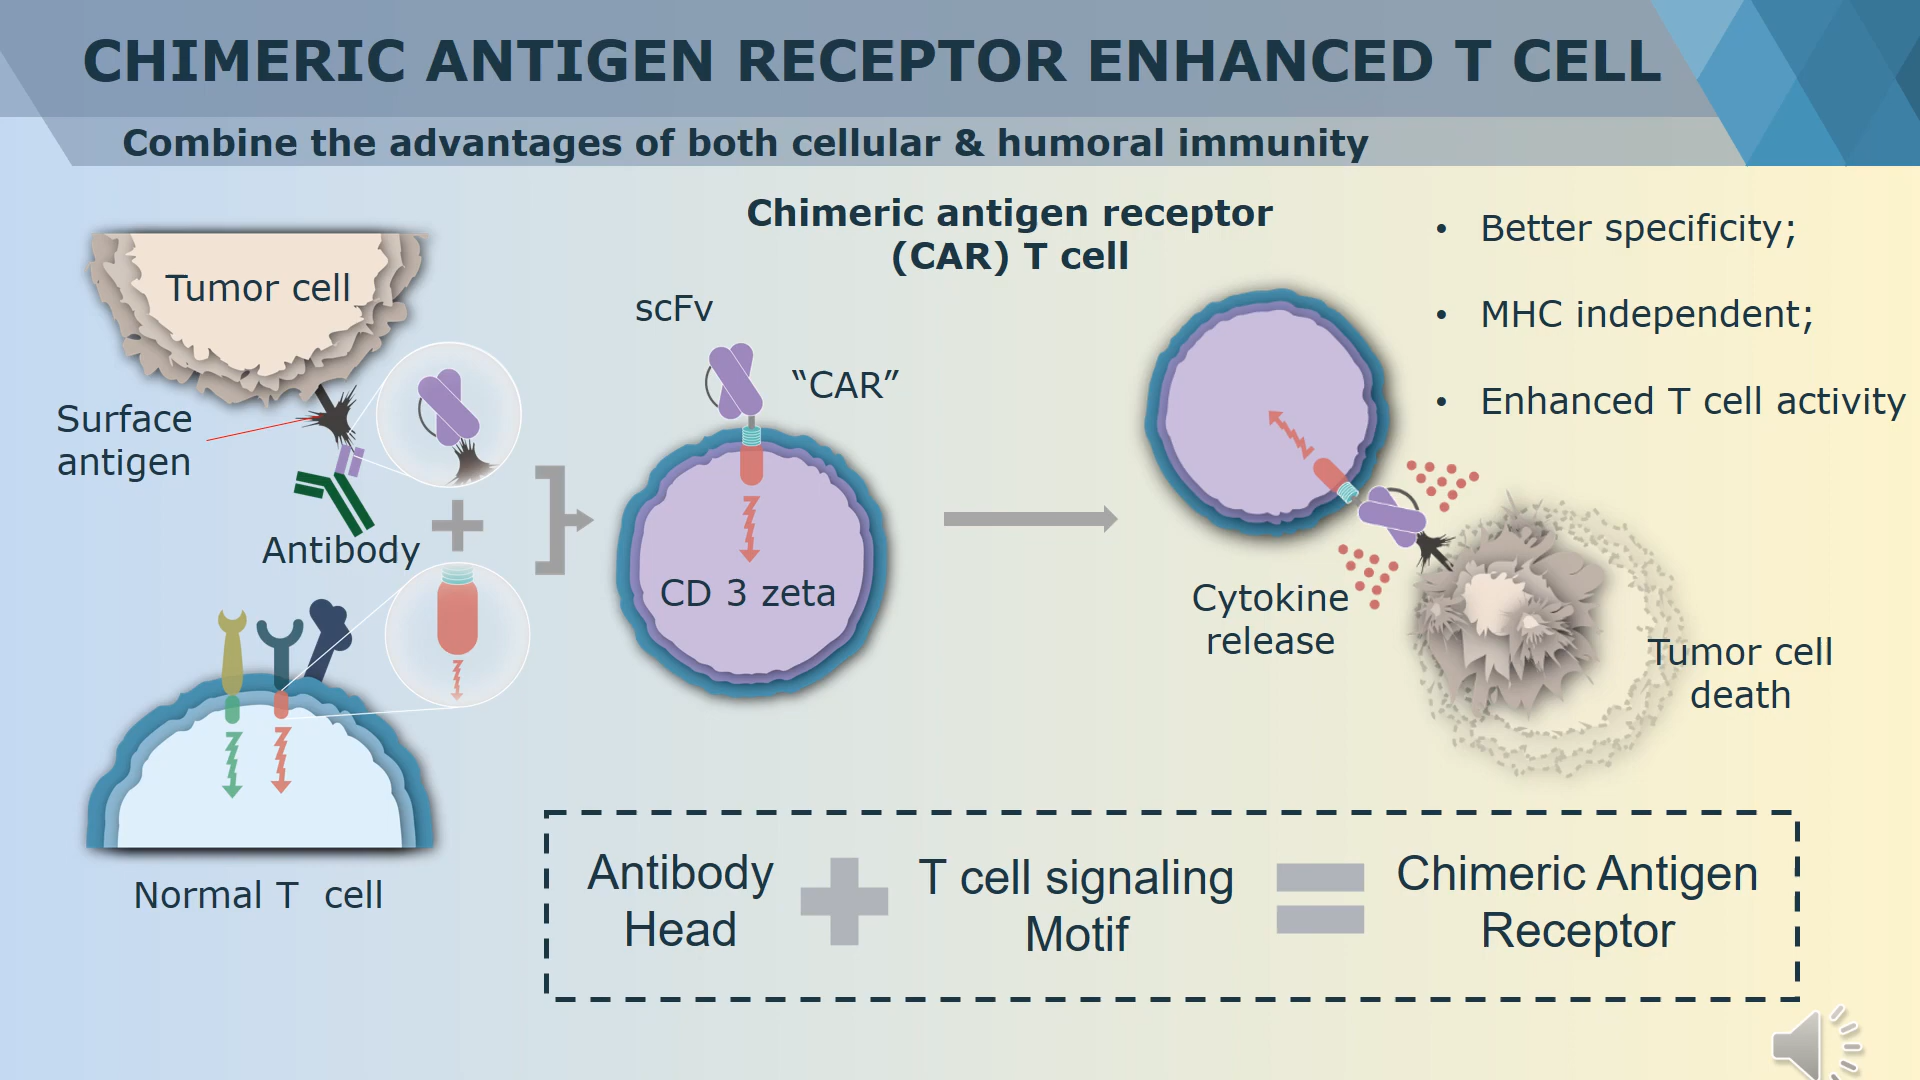 CHIMERIC ANTIGEN RECEPTOR ENHANCED T CELL
Combine the advantages of both cellular & humoral immunity
Tumor cell
Surface
antigen
Antibody
Normal T cell
Chimeric antigen receptor
(CAR) T cell
scFv
“CAR”
CD 3 zeta
• Better specificity;
• MHC independent;
• Enhanced T cell activity
Cytokine
release
Tumor cell
death
Antibody
Head
T cell signaling
Motif
Chimeric Antigen
Receptor